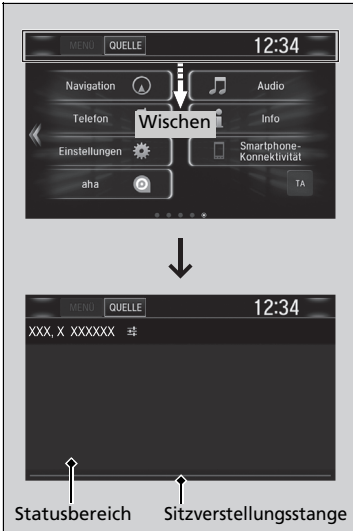 MENÜ QUELLE 12:34
Navigation Audio
Telefon Info
Wischen
Einstellungen Smartphone-
Konnektivität
aha TA
MENÜ QUELLE 12:34
XXX, X XXXXXX
Statusbereich Sitzverstellungsstange